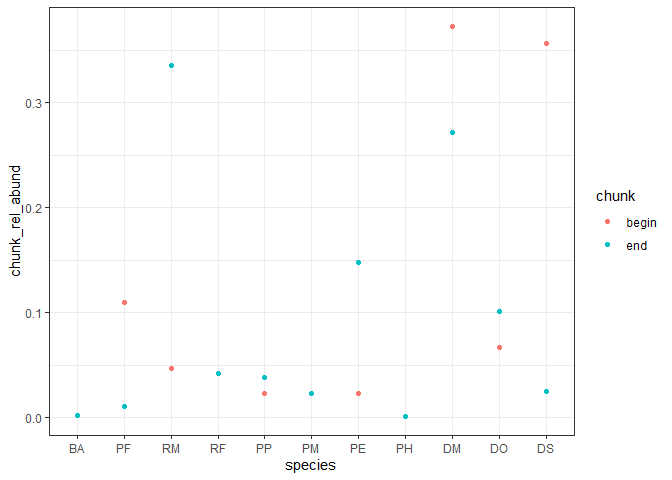 chunk_rel_abund
0.3
0.2
0.1
0.0
BA PF RM RF PP PM PE PH DM DO DS
species
chunk
begin
end